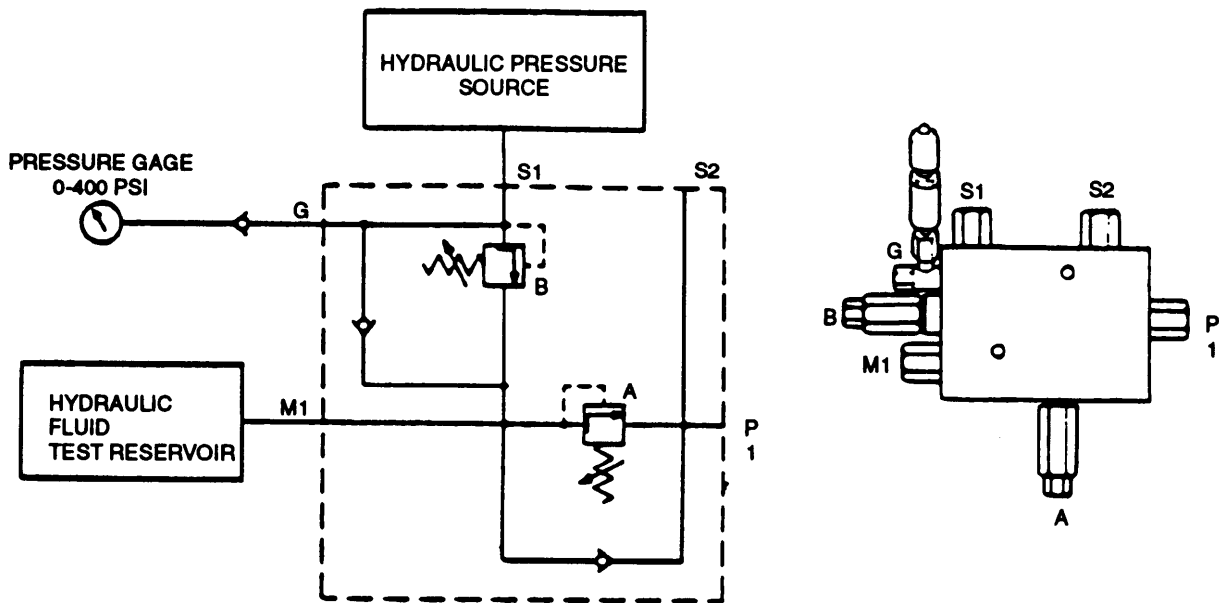 HYDRAULIC PRESSURE
SOURCE
PRESSURE GAGE
0-400 PSI
S1
S2
G
B
HYDRAULIC
FLUID
TEST RESERVOIR
M1
A
P
1
S1
S2
G
B
M1
P
1
A